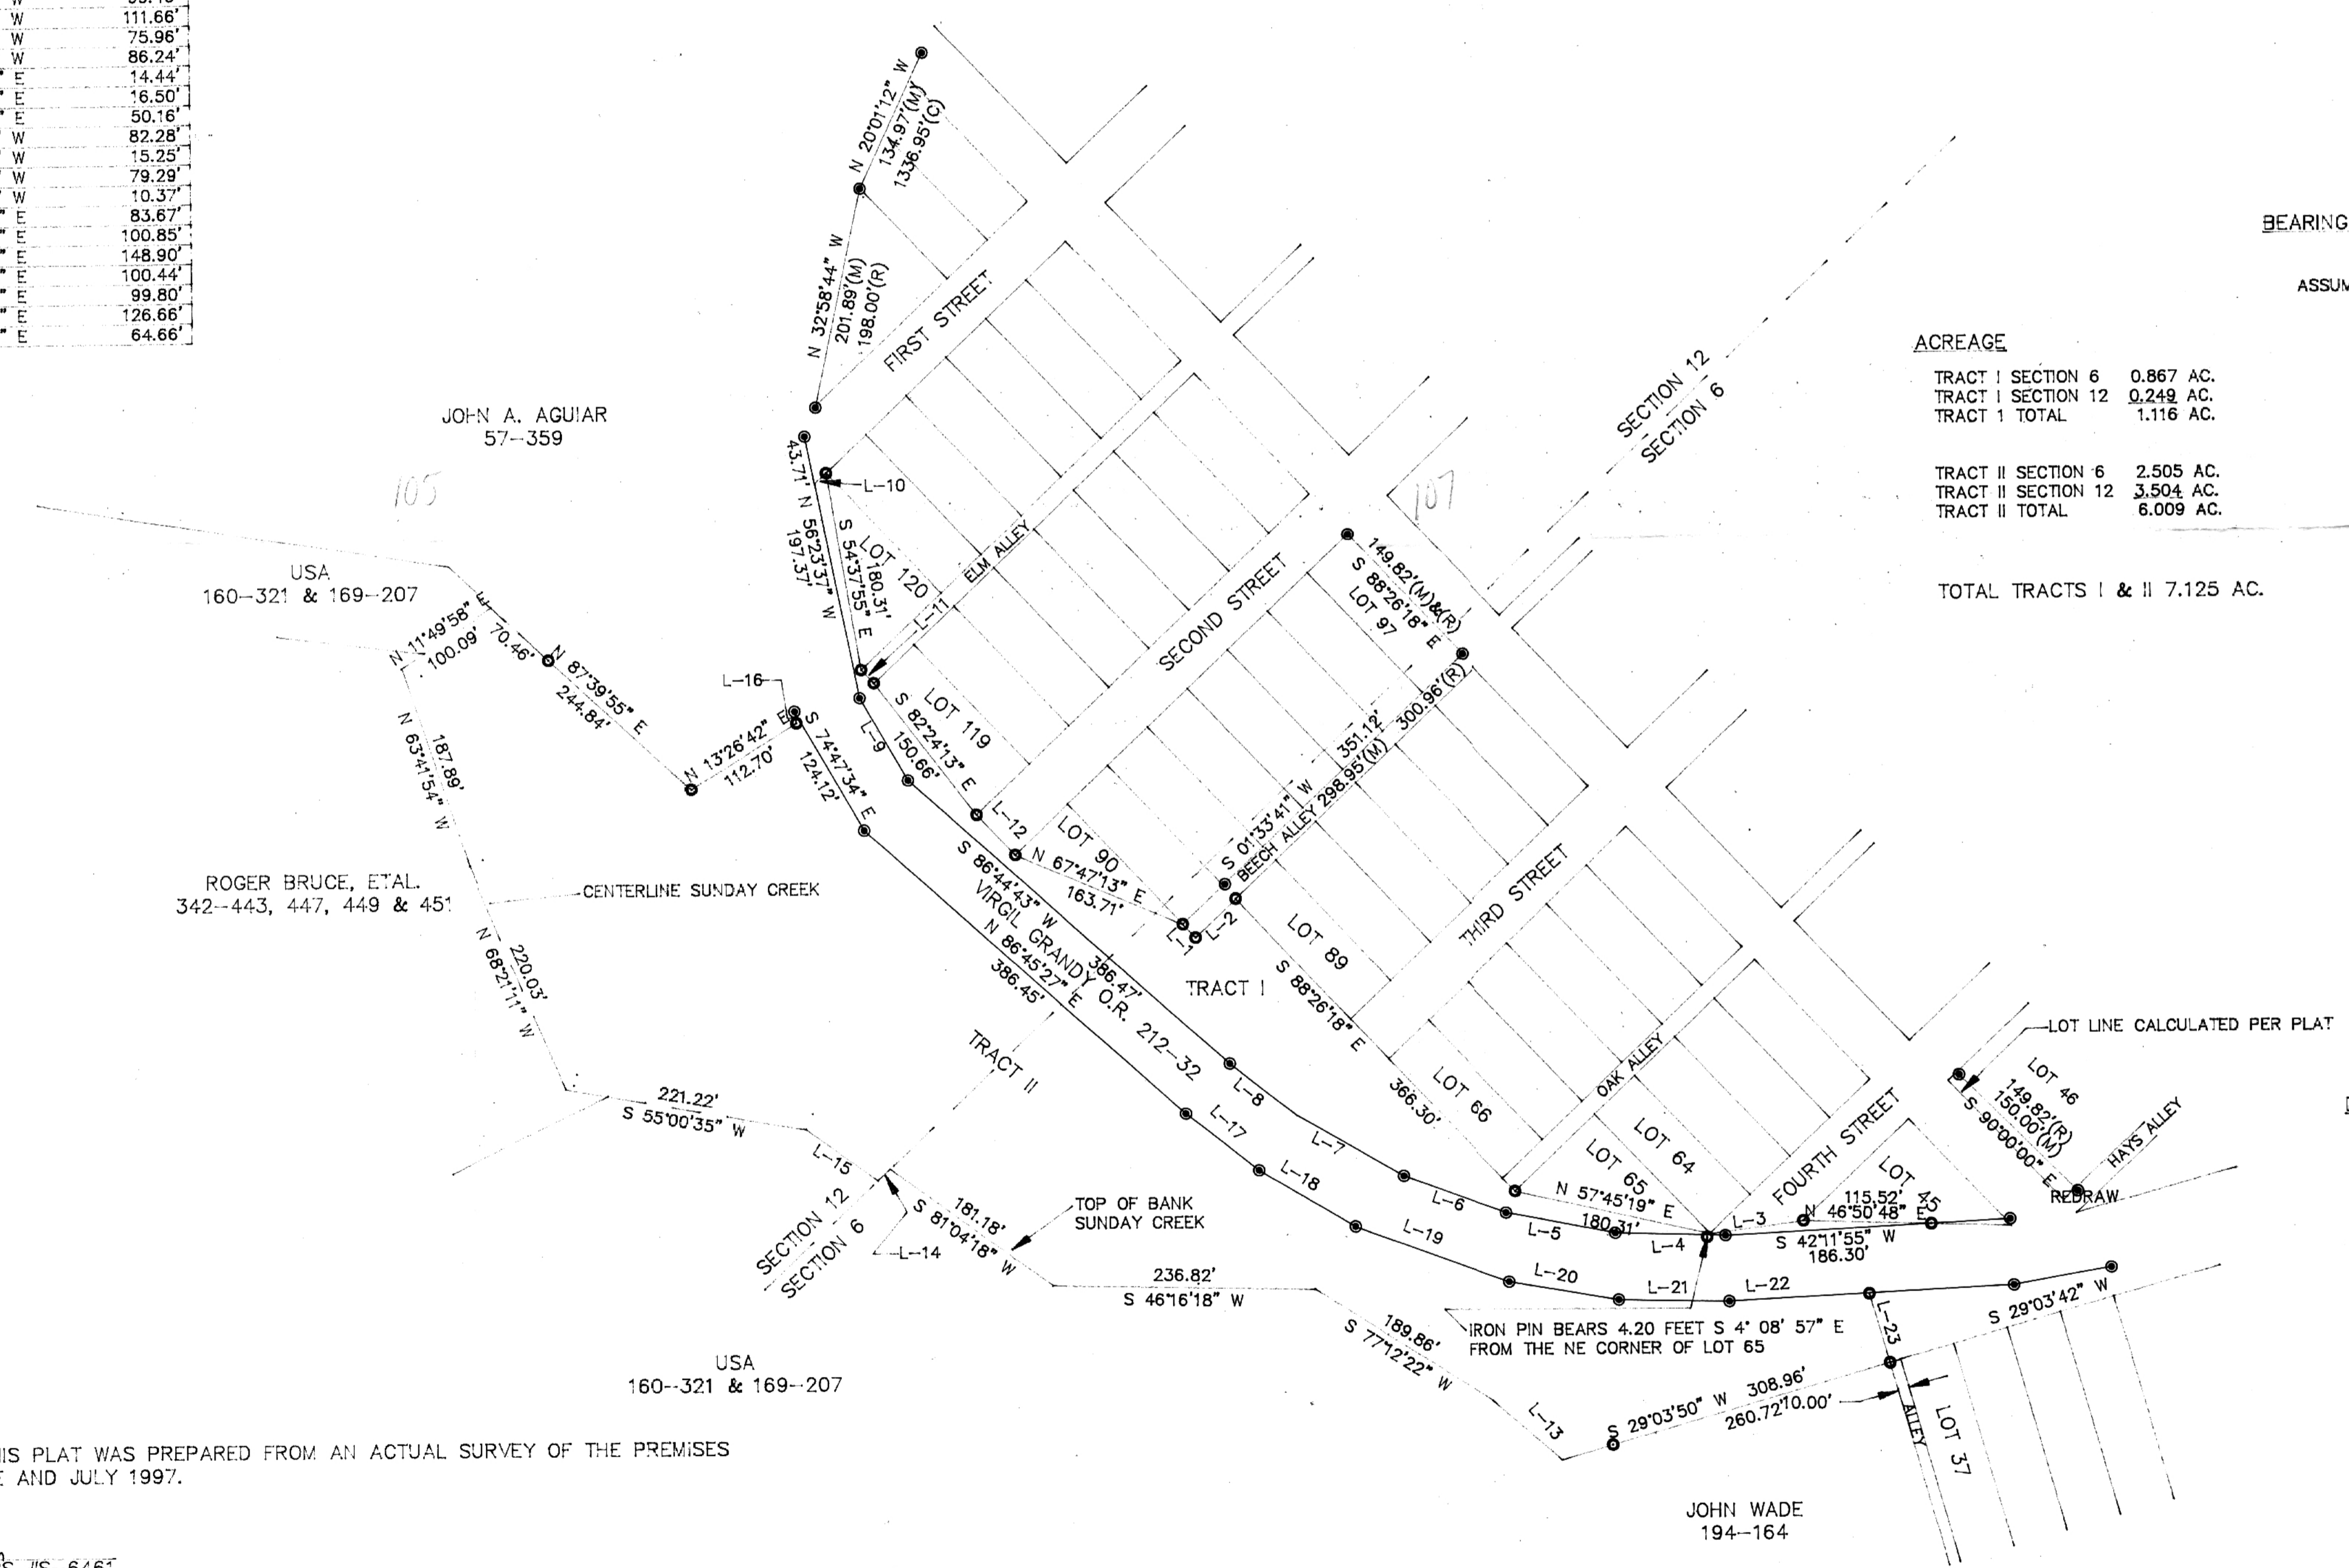 W 111.66'
W 75.96'
W 86.24'
" E 14.44'
" E 16.50'
" E 50.16'
W 82.28'
W 15.25'
W 79.29'
W 10.37'
" E 83.67'
" E 100.85'
" E 148.90'
" E 100.44'
" E 99.80'
" E 126.66'
" E 64.66'
N 20°01'12" W
134.97'(M)
1336.95'(C)
N 32°58'44" W
201.89'(M)
198.00'(R)
FIRST STREET
BEARING
ASSUM
ACREAGE
TRACT I SECTION 6 0.867 AC.
TRACT I SECTION 12 0.249 AC.
TRACT 1 TOTAL 1.116 AC.
TRACT II SECTION 6 2.505 AC.
TRACT II SECTION 12 3.504 AC.
TRACT II TOTAL 6.009 AC.
TOTAL TRACTS I & II 7.125 AC.
SECTION 12
SECTION 6
JOHN A. AGUIAR
57-359
105
107
43.71' N 56°23'37" W
197.37'
L-10
S 54°37'55" E
180.31'
LOT 120
ELM ALLEY
L-11
USA
160-321 & 169-207
N 11°49'58" E
100.09'
70.46'
N 87°39'55" E
244.84'
L-16
N 13°26'42" E
112.70'
S 74°47'34" E
124.12'
L-9
S 82°24'13" E
150.66'
LOT 119
SECOND STREET
149.82'(M)&(R)
S 88°26'18" E
LOT 97
L-12
LOT 90
N 67°47'13" E
163.71'
S 01°33'41" W 351.12'
BEECH ALLEY 298.95'(M) 300.96'(R)
L-1
L-2
N 63°41'54" W
187.89'
ROGER BRUCE, ETAL.
342-443, 447, 449 & 451
CENTERLINE SUNDAY CREEK
N 68°21'11" W
220.03'
S 86°44'43" W
386.47'
VIRGIL GRANDY O.R. 212-32
N 86°45'27" E
386.45'
TRACT I
TRACT II
LOT 89
THIRD STREET
S 88°26'18" E
366.30'
LOT 66
OAK ALLEY
LOT 65
LOT 64
FOURTH STREET
LOT LINE CALCULATED PER PLAT
LOT 46
149.82'(R)
150.00'(M)
S 90°00'00" E
HAYS ALLEY
REDRAW
LOT 45
115.52'
N 46°50'48" E
L-3
S 42°11'55" W
186.30'
N 57°45'19" E
180.31'
L-4
L-5
L-6
L-7
L-8
L-17
L-18
L-19
L-20
L-21
L-22
L-23
221.22'
S 55°00'35" W
L-15
SECTION 12
SECTION 6
L-14
181.18'
S 81°04'18" W
TOP OF BANK
SUNDAY CREEK
236.82'
S 46°16'18" W
189.86'
S 77°12'22" W
L-13
IRON PIN BEARS 4.20 FEET S 4° 08' 57" E
FROM THE NE CORNER OF LOT 65
S 29°03'42" W
S 29°03'50" W 308.96'
260.72'
10.00'
ALLEY
LOT 37
USA
160-321 & 169-207
JOHN WADE
194-164
IS PLAT WAS PREPARED FROM AN ACTUAL SURVEY OF THE PREMISES
AND JULY 1997.